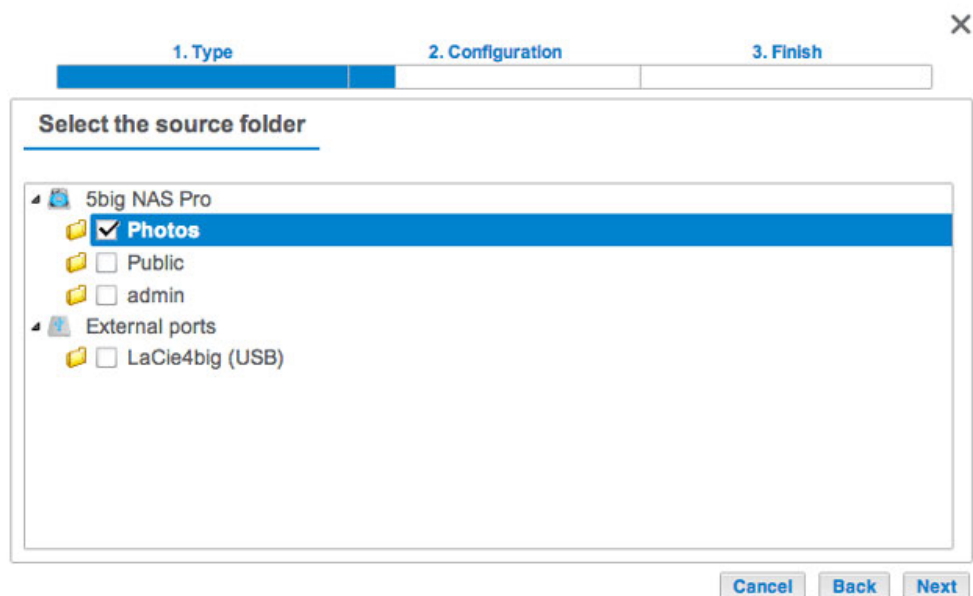 1. Type 2. Configuration 3. Finish
Select the source folder
5big NAS Pro
Photos
Public
admin
External ports
LaCie4big (USB)
Cancel Back Next